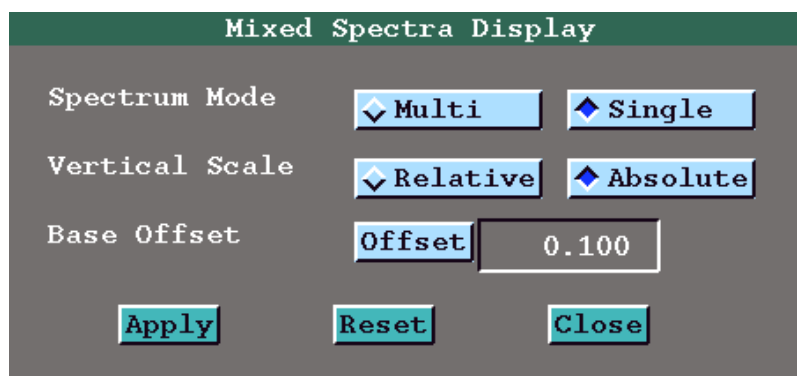 Mixed Spectra Display
Spectrum Mode Multi Single
Vertical Scale Relative Absolute
Base Offset Offset 0.100
Apply Reset Close